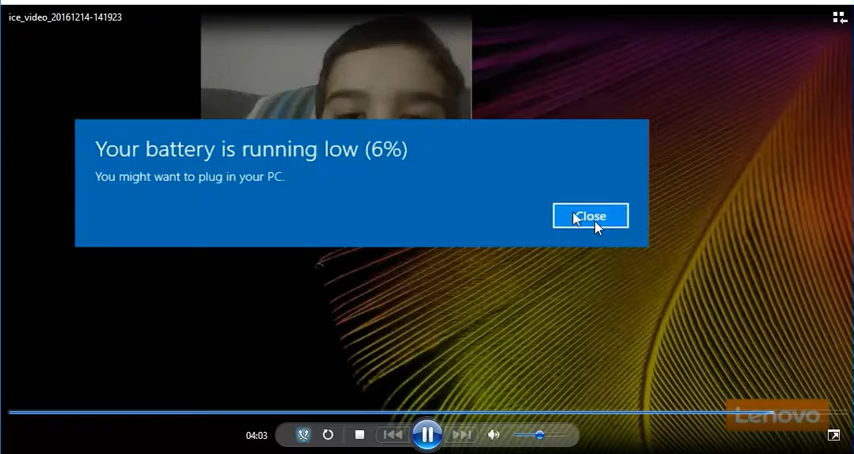 ice_video_20161214-141923
Your battery is running low (6%)
You might want to plug in your PC.
Close
Lenovo
04:03